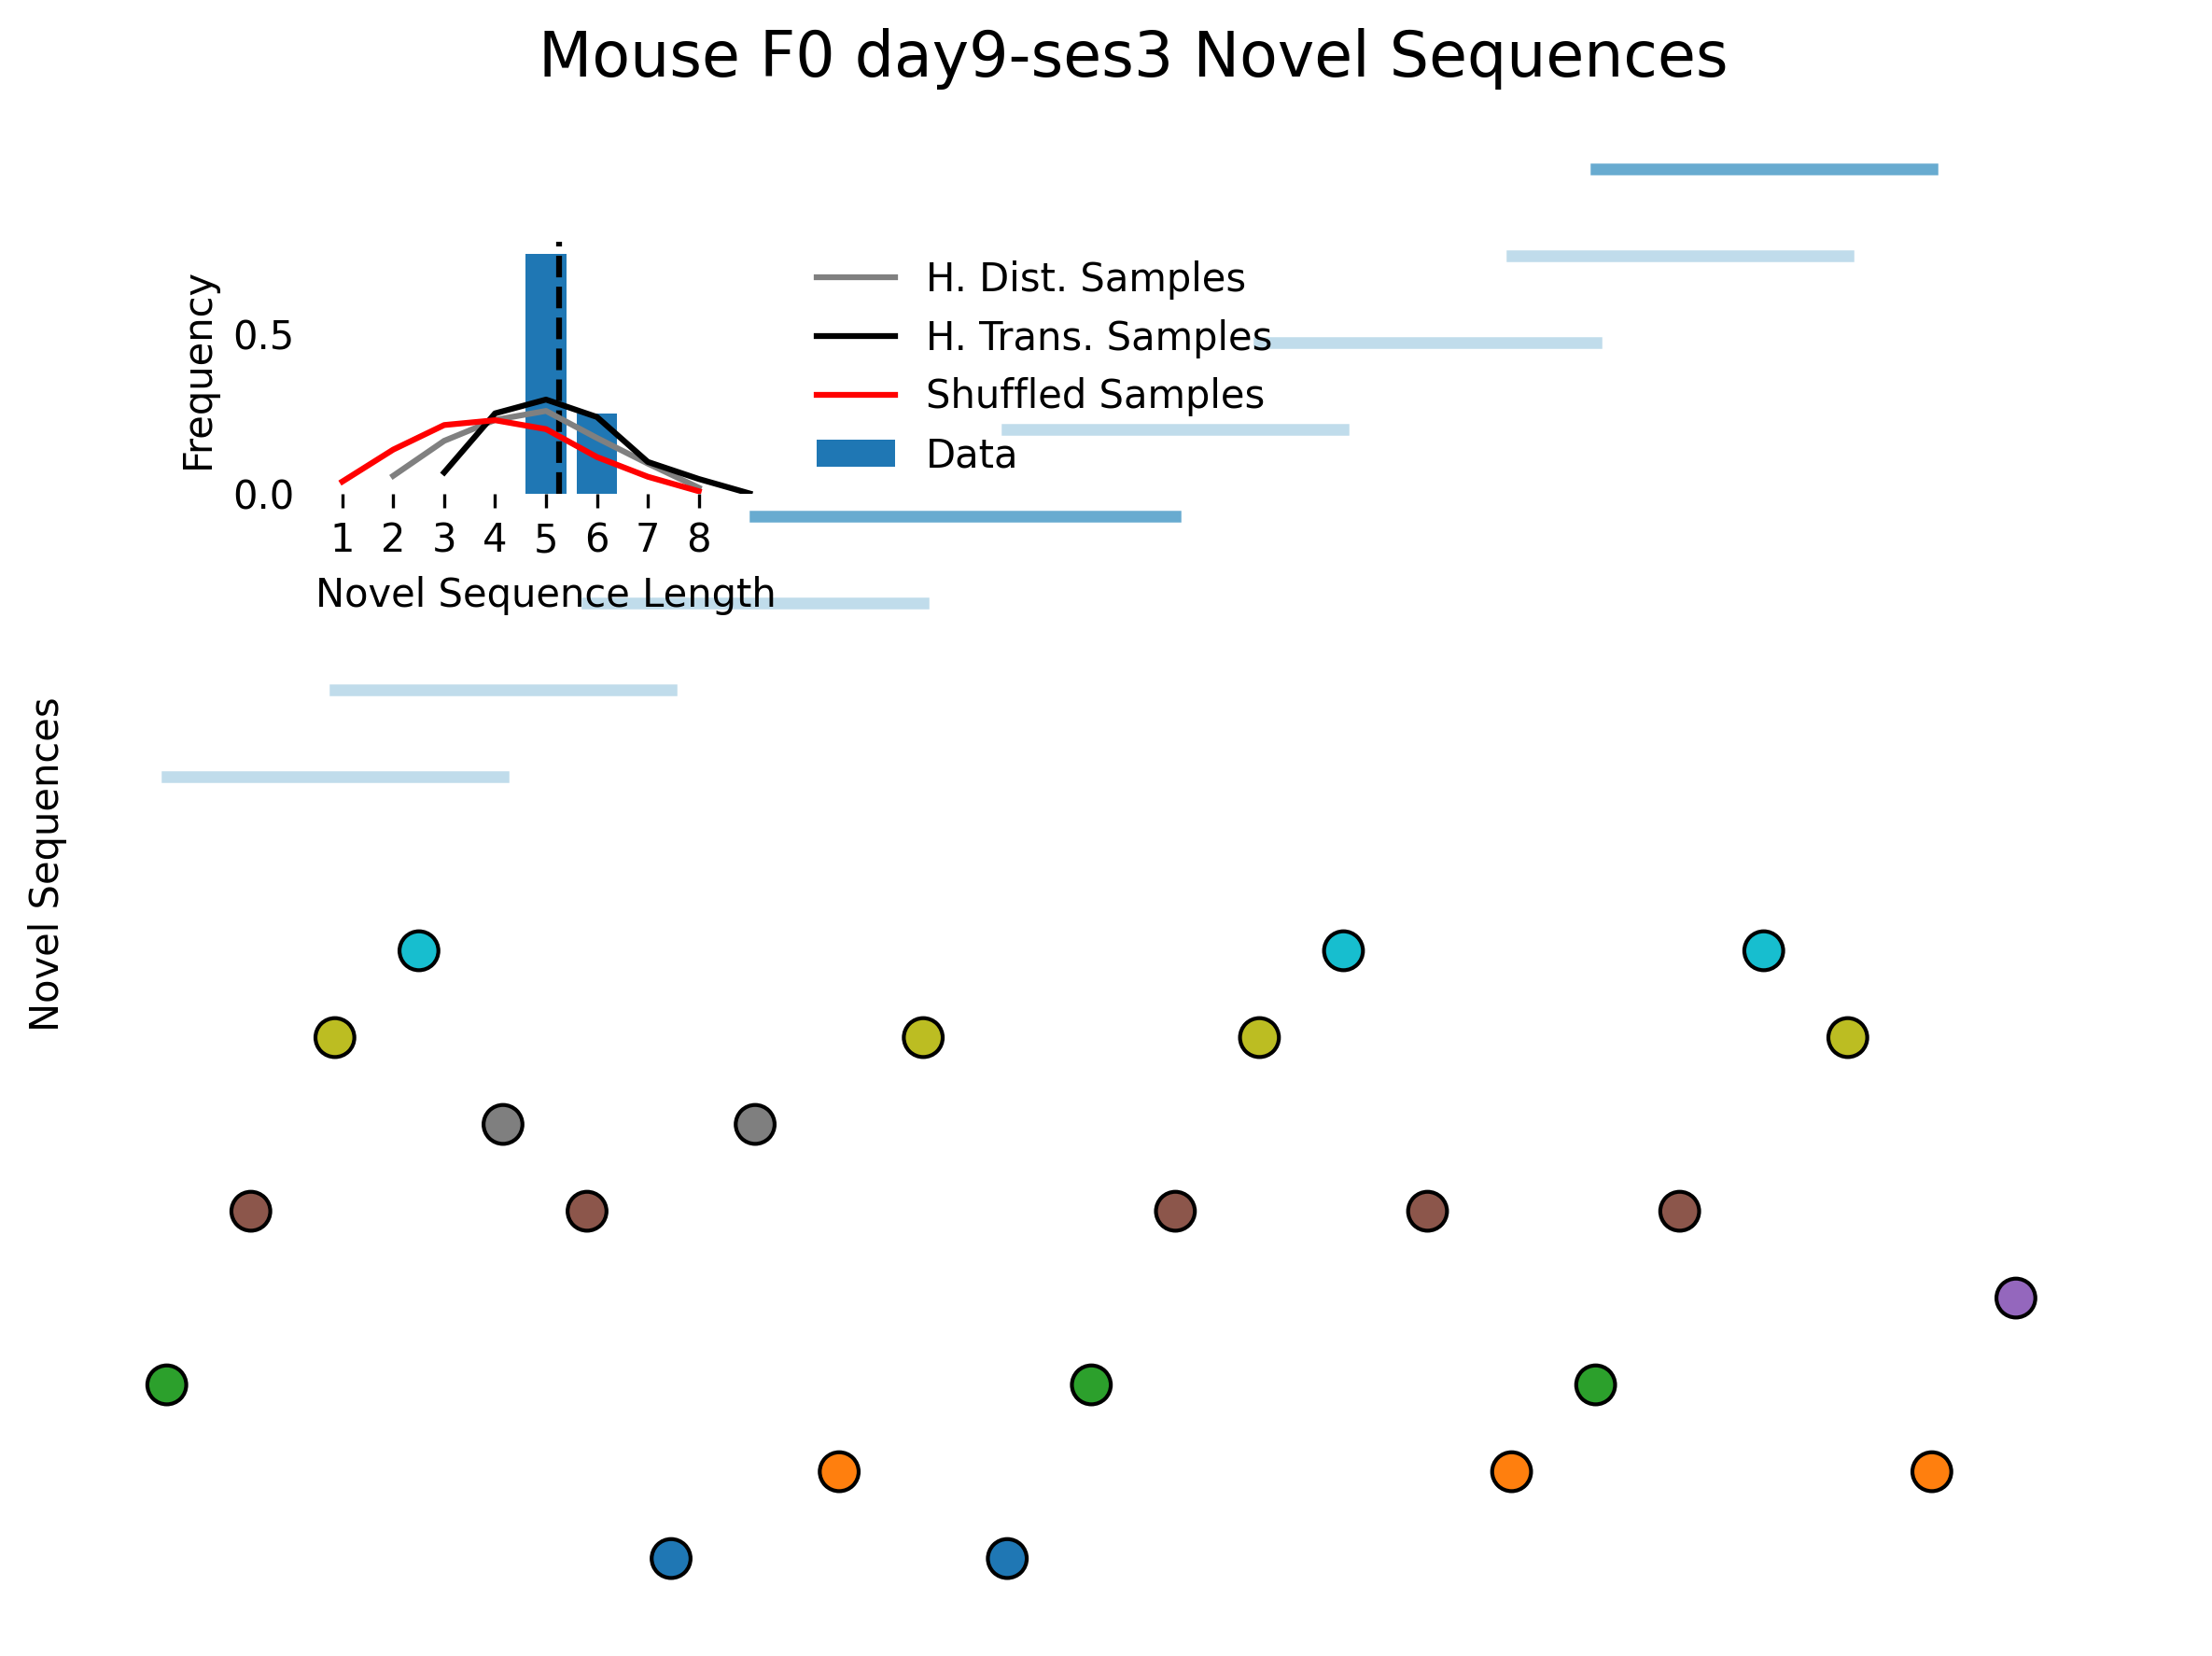 Mouse F0 day9-ses3 Novel Sequences
Frequency
0.5
0.0
1 2 3 4 5 6 7 8
Novel Sequence Length
H. Dist. Samples
H. Trans. Samples
Shuffled Samples
Data
Novel Sequences